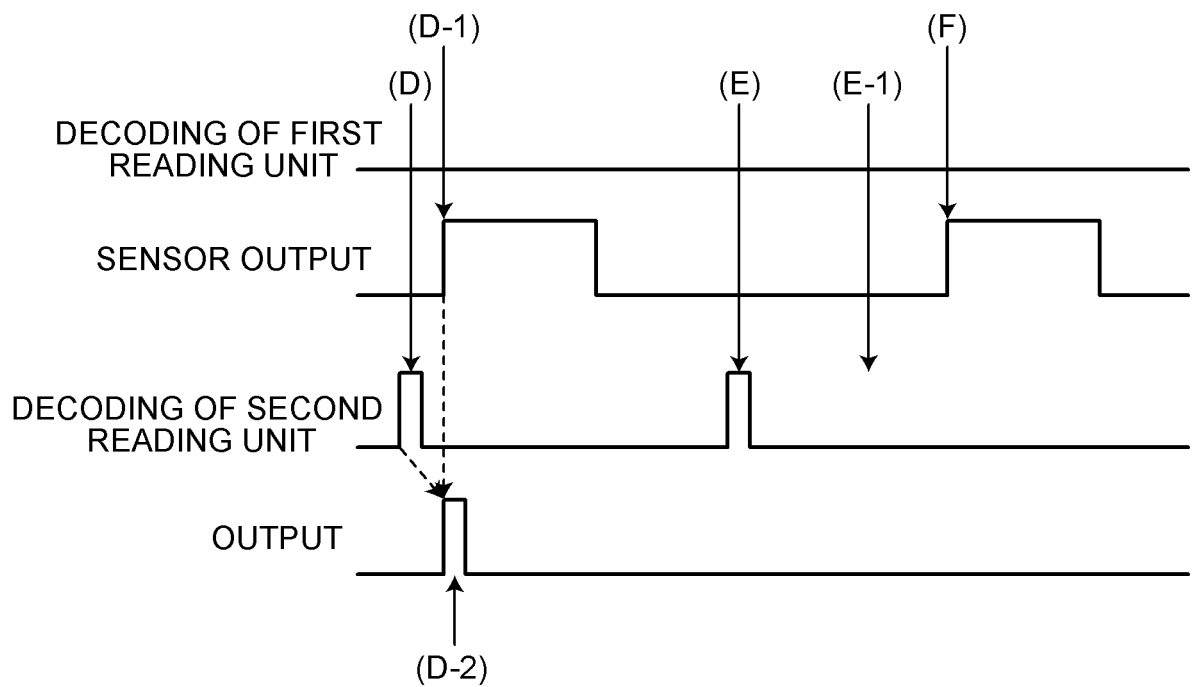 (D-1)
(F)
(D)
(E)
(E-1)
DECODING OF FIRST
READING UNIT
SENSOR OUTPUT
DECODING OF SECOND
READING UNIT
OUTPUT
(D-2)